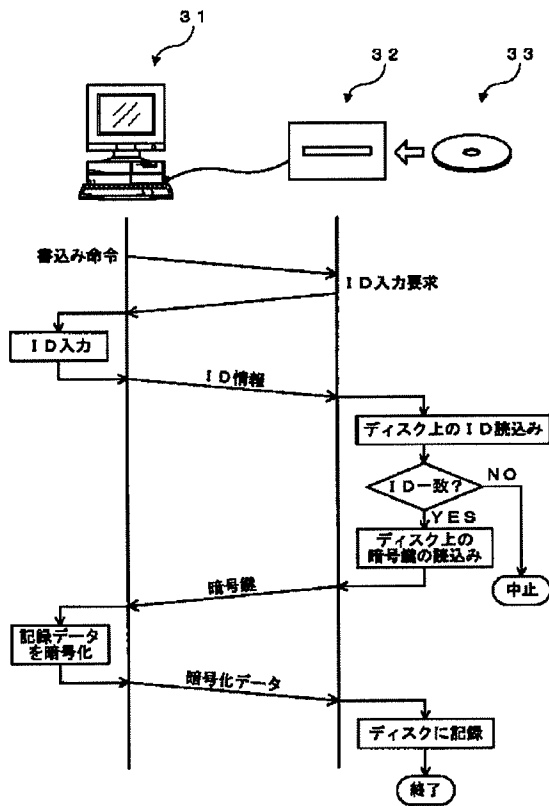 ３１
３２
３３
書込み命令
ＩＤ入力要求
ＩＤ入力
ＩＤ情報
ディスク上のＩＤ読込み
ＩＤ一致？
ＮＯ
ＹＥＳ
ディスク上の
暗号鍵の読込み
中止
暗号鍵
記録データ
を暗号化
暗号化データ
ディスクに記録
終了